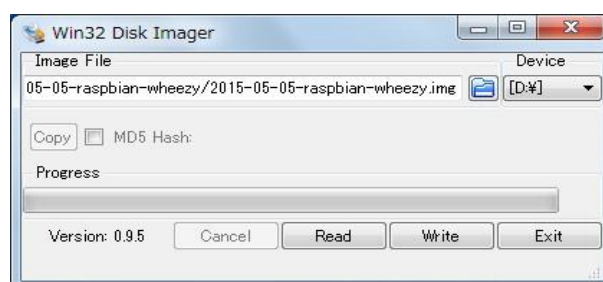 Win32 Disk Imager
Image File
Device
05-05-raspbian-wheezy/2015-05-05-raspbian-wheezy.img
[D:¥]
Copy
MD5 Hash:
Progress
Version: 0.9.5
Cancel
Read
Write
Exit